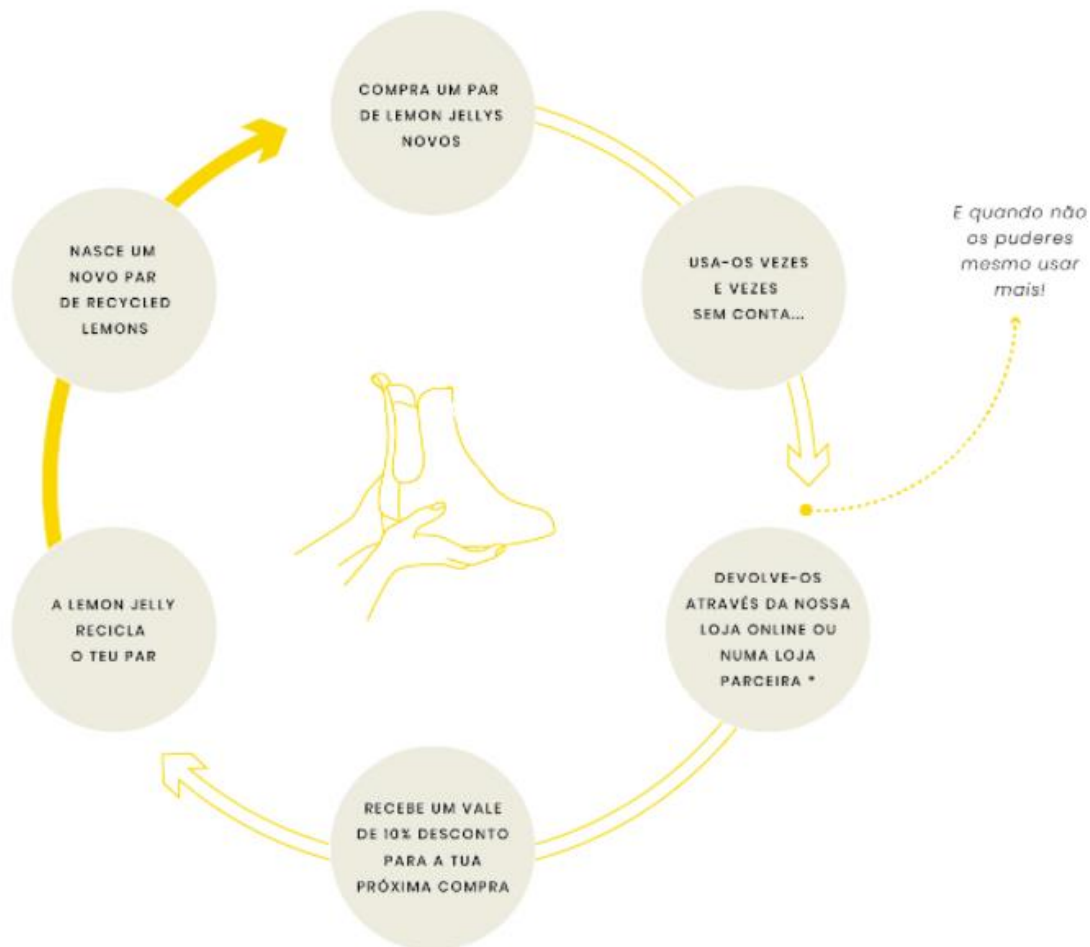 COMPRA UM PAR
DE LEMON JELLYS
NOVOS
USA-OS VEZES
E VEZES
SEM CONTA...
E quando não
os puderes
mesmo usar
mais!
DEVOLVE-OS
ATRAVÉS DA NOSSA
LOJA ONLINE OU
NUMA LOJA
PARCEIRA *
RECEBE UM VALE
DE 10% DESCONTO
PARA A TUA
PRÓXIMA COMPRA
A LEMON JELLY
RECICLA
O TEU PAR
NASCE UM
NOVO PAR
DE RECYCLED
LEMONS